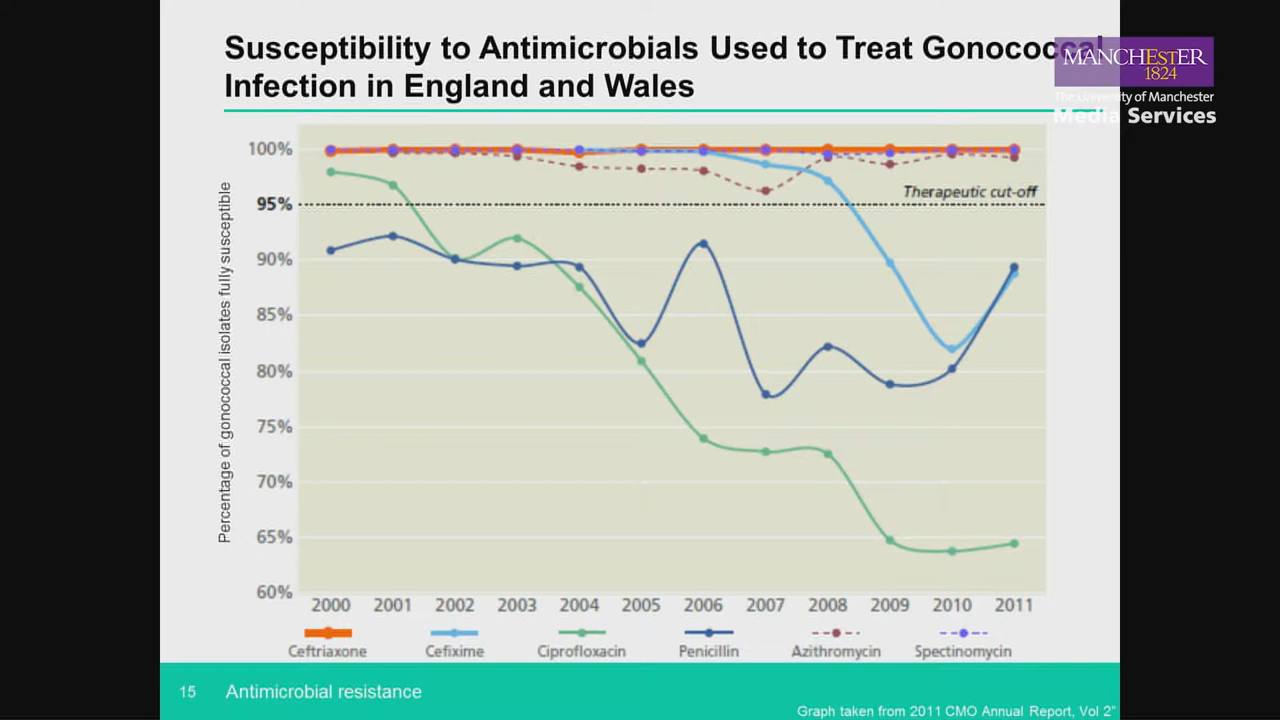 Susceptibility to Antimicrobials Used to Treat Gonococcal
Infection in England and Wales
MANCHESTER
1824
The University of Manchester
Media Services
Percentage of gonococcal isolates fully susceptible
100%
95%
90%
85%
80%
75%
70%
65%
60%
Therapeutic cut-off
2000 2001 2002 2003 2004 2005 2006 2007 2008 2009 2010 2011
Ceftriaxone Cefixime Ciprofloxacin Penicillin Azithromycin Spectinomycin
15 Antimicrobial resistance
Graph taken from 2011 CMO Annual Report, Vol 2"